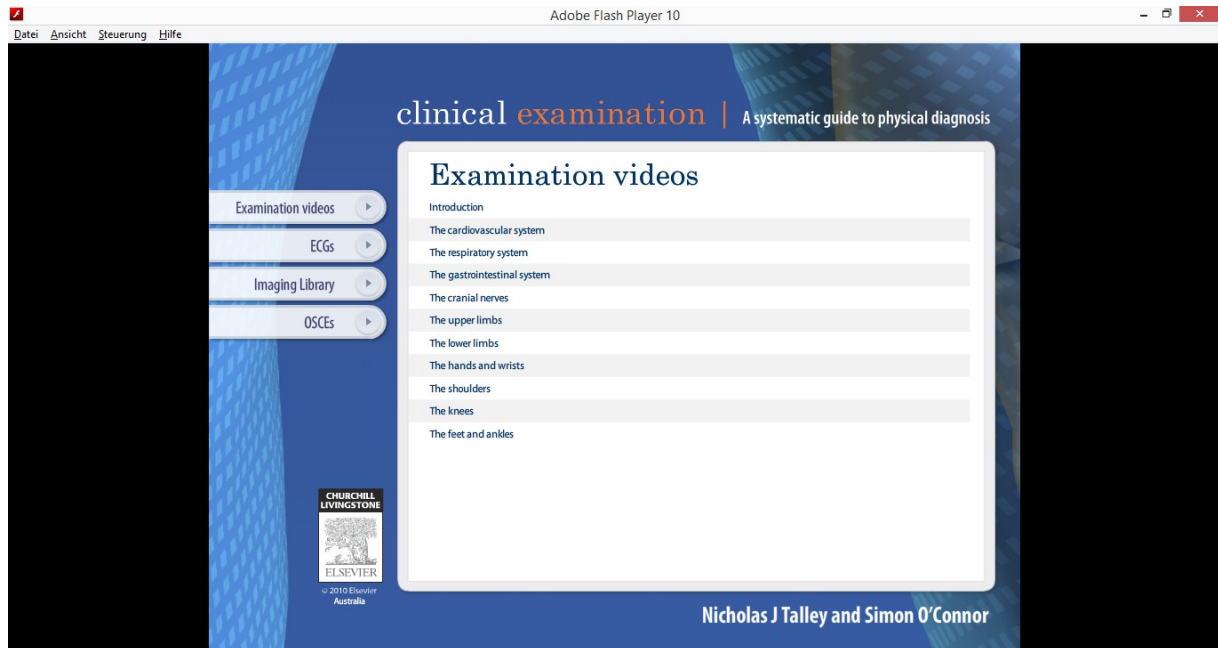 Adobe Flash Player 10
Datei Ansicht Steuerung Hilfe
clinical examination | A systematic guide to physical diagnosis
Examination videos
ECGs
Imaging Library
OSCEs
Examination videos
Introduction
The cardiovascular system
The respiratory system
The gastrointestinal system
The cranial nerves
The upper limbs
The lower limbs
The hands and wrists
The shoulders
The knees
The feet and ankles
CHURCHILL
LIVINGSTONE
ELSEVIER
© 2010 Elsevier
Australia
Nicholas J Talley and Simon O'Connor